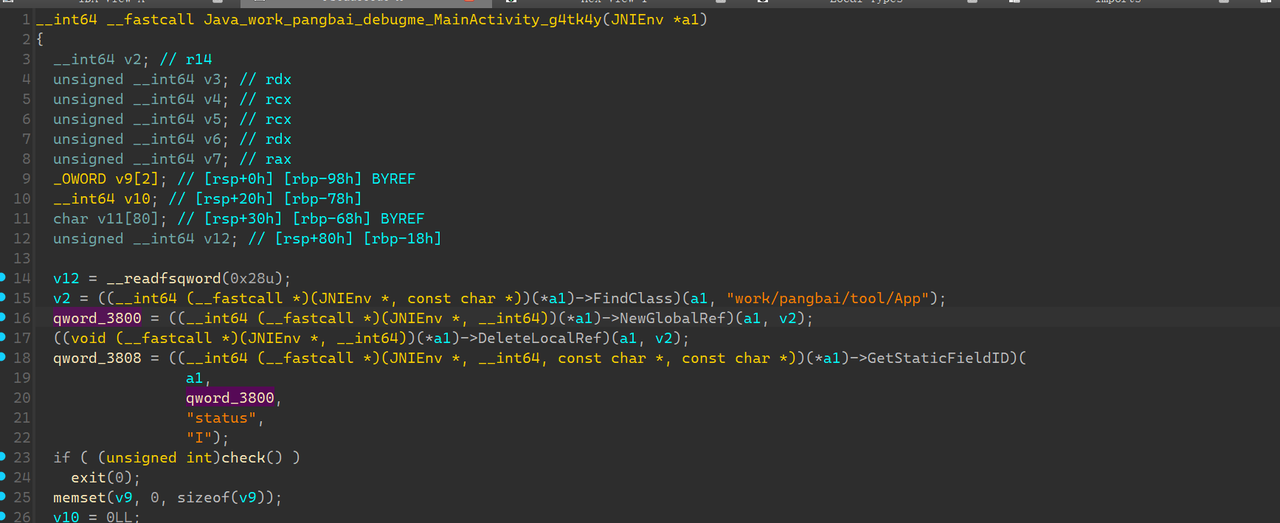 Local Types
Imports
1 __int64 __fastcall Java_work_pangbai_debugme_MainActivity_g4tk4y(JNIEnv *a1)
2 {
3 __int64 v2; // r14
4 unsigned __int64 v3; // rdx
5 unsigned __int64 v4; // rcx
6 unsigned __int64 v5; // rcx
7 unsigned __int64 v6; // rdx
8 unsigned __int64 v7; // rax
9 _OWORD v9[2]; // [rsp+0h] [rbp-98h] BYREF
10 __int64 v10; // [rsp+20h] [rbp-78h]
11 char v11[80]; // [rsp+30h] [rbp-68h] BYREF
12 unsigned __int64 v12; // [rsp+80h] [rbp-18h]
13
14 v12 = __readfsqword(0x28u);
15 v2 = ((__int64 (__fastcall *)(JNIEnv *, const char *))(*a1)->FindClass)(a1, "work/pangbai/tool/App");
16 qword_3800 = ((__int64 (__fastcall *)(JNIEnv *, __int64))(*a1)->NewGlobalRef)(a1, v2);
17 ((void (__fastcall *)(JNIEnv *, __int64))(*a1)->DeleteLocalRef)(a1, v2);
18 qword_3808 = ((__int64 (__fastcall *)(JNIEnv *, __int64, const char *, const char *))(*a1)->GetStaticFieldID)(
19 a1,
20 qword_3800,
21 "status",
22 "I");
23 if ( (unsigned int)check() )
24 exit(0);
25 memset(v9, 0, sizeof(v9));
26 v10 = 0LL;